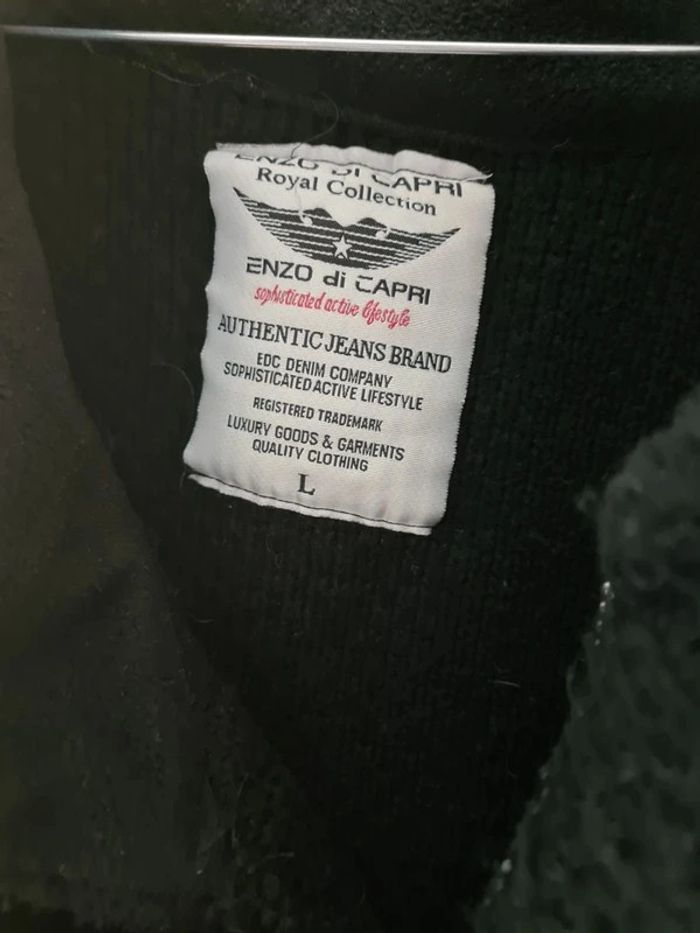 ENZO DI CAPRI
Royal Collection
ENZO di CAPRI
sophisticated active lifestyle
AUTHENTIC JEANS BRAND
EDC DENIM COMPANY
SOPHISTICATED ACTIVE LIFESTYLE
REGISTERED TRADEMARK
LUXURY GOODS & GARMENTS
QUALITY CLOTHING
L